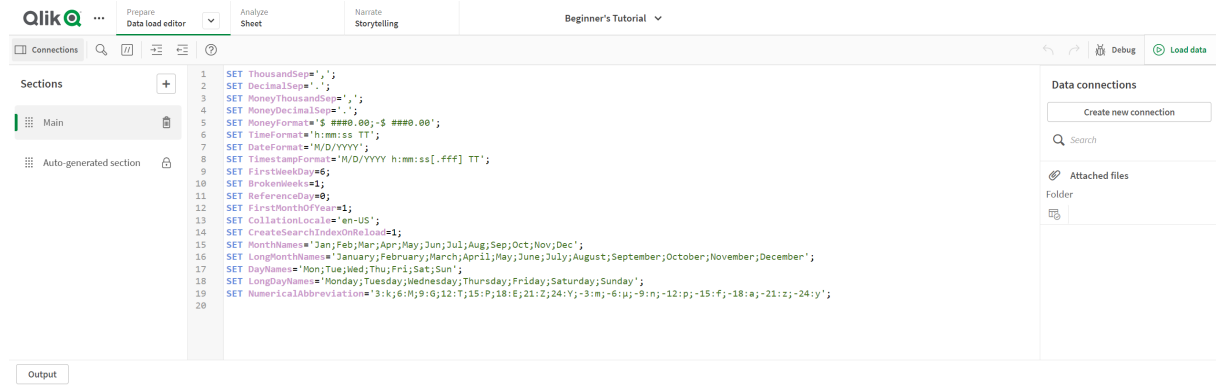 Qlik
Prepare
Data load editor
Analyze
Sheet
Narrate
Storytelling
Beginner's Tutorial
Connections
Debug
Load data
Sections
Main
Auto-generated section
1 SET ThousandSep=',';
2 SET DecimalSep='.';
3 SET MoneyThousandSep=',';
4 SET MoneyDecimalSep='.';
5 SET MoneyFormat='$ ###0.00;-$ ###0.00';
6 SET TimeFormat='h:mm:ss TT';
7 SET DateFormat='M/D/YYYY';
8 SET TimestampFormat='M/D/YYYY h:mm:ss[.fff] TT';
9 SET FirstWeekDay=6;
10 SET BrokenWeeks=1;
11 SET ReferenceDay=0;
12 SET FirstMonthOfYear=1;
13 SET CollationLocale='en-US';
14 SET CreateSearchIndexOnReload=1;
15 SET MonthNames='Jan;Feb;Mar;Apr;May;Jun;Jul;Aug;Sep;Oct;Nov;Dec';
16 SET LongMonthNames='January;February;March;April;May;June;July;August;September;October;November;December';
17 SET DayNames='Mon;Tue;Wed;Thu;Fri;Sat;Sun';
18 SET LongDayNames='Monday;Tuesday;Wednesday;Thursday;Friday;Saturday;Sunday';
19 SET NumericalAbbreviation='3:k;6:M;9:G;12:T;15:P;18:E;21:Z;24:Y;-3:m;-6:μ;-9:n;-12:p;-15:f;-18:a;-21:z;-24:y';
20
Data connections
Create new connection
Search
Attached files
Folder
Output